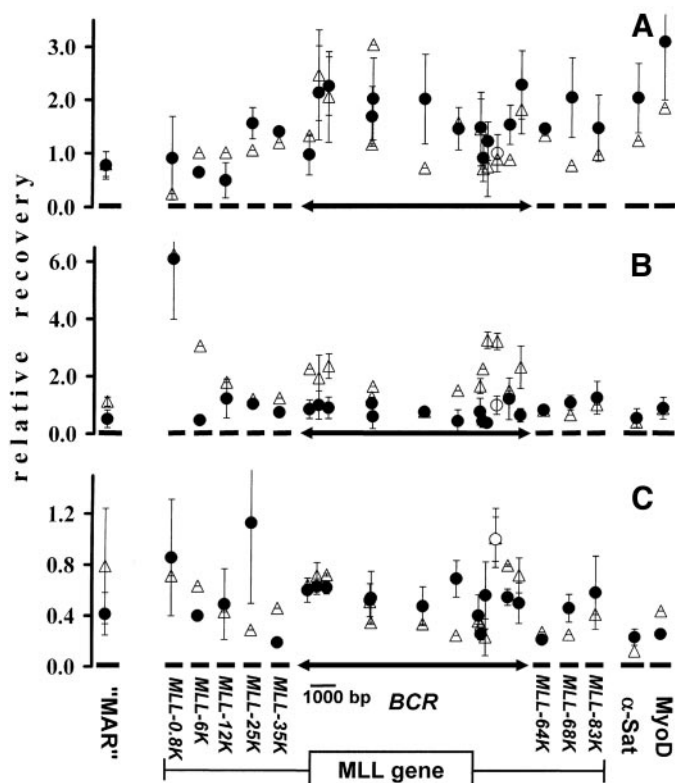 relative recovery
A
3.0
2.0
1.0
0.0
B
6.0
4.0
2.0
0.0
C
1.2
0.8
0.4
0.0
"MAR"
MLL-0.8K
MLL-6K
MLL-12K
MLL-25K
MLL-35K
1000 bp
BCR
MLL-64K
MLL-68K
MLL-83K
α-Sat
MyoD
MLL gene